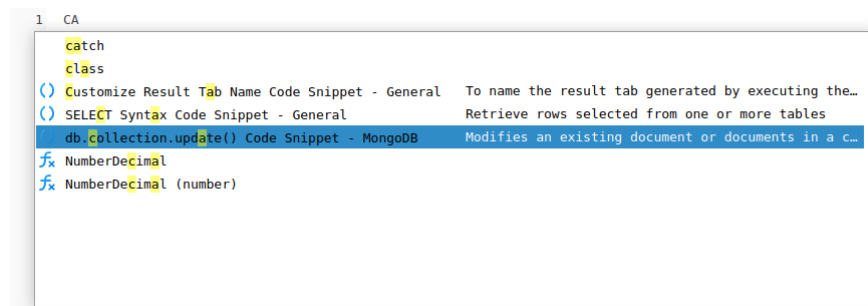 1 CA
catch
class
() Customize Result Tab Name Code Snippet - General To name the result tab generated by executing the…
() SELECT Syntax Code Snippet - General Retrieve rows selected from one or more tables
() db.collection.update() Code Snippet - MongoDB Modifies an existing document or documents in a c…
fx NumberDecimal
fx NumberDecimal (number)